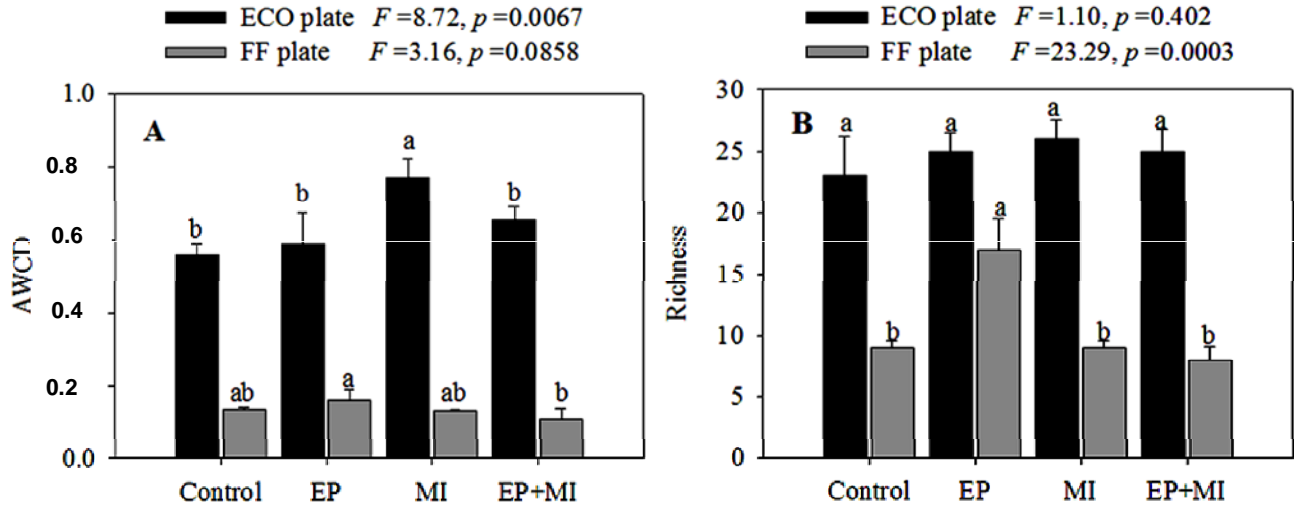 ECO plate F =8.72, p =0.0067
FF plate F =3.16, p =0.0858
A
AWCD
1.0
0.8
0.6
0.4
0.2
0.0
b
b
a
b
ab
a
ab
b
Control EP MI EP+MI
ECO plate F =1.10, p =0.402
FF plate F =23.29, p =0.0003
B
Richness
30
25
20
15
10
5
0
a
a
a
a
b
a
b
b
Control EP MI EP+MI